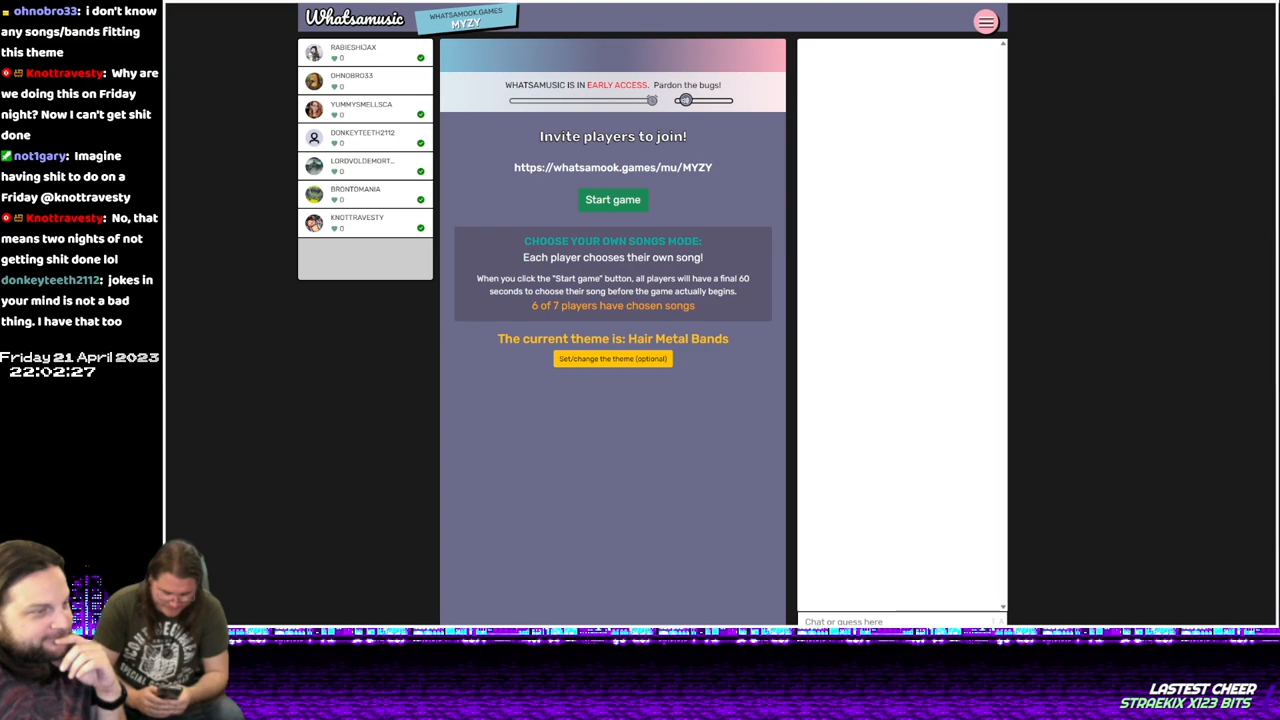 ohnobro33: i don't know
any songs/bands fitting
this theme
Knottravesty: Why are
we doing this on Friday
night? Now I can't get shit
done
not1gary: Imagine
having shit to do on a
Friday @knottravesty
Knottravesty: No, that
means two nights of not
getting shit done lol
donkeyteeth2112: jokes in
your mind is not a bad
thing. I have that too
Friday 21 April 2023
22:02:27
Whatsamusic
WHATSAMOOK.GAMES
MYZY
RABIESHIJAX
0
OHNOBRO33
0
YUMMYSMELLSCA
0
DONKEYTEETH2112
0
LORDVOLDEMORT...
0
BRONTOMANIA
0
KNOTTRAVESTY
0
WHATSAMUSIC IS IN EARLY ACCESS. Pardon the bugs!
Invite players to join!
https://whatsamook.games/mu/MYZY
Start game
CHOOSE YOUR OWN SONGS MODE:
Each player chooses their own song!
When you click the "Start game" button, all players will have a final 60
seconds to choose their song before the game actually begins.
6 of 7 players have chosen songs
The current theme is: Hair Metal Bands
Set/change the theme (optional)
Chat or guess here
LASTEST CHEER
STRAEKIX X123 BITS